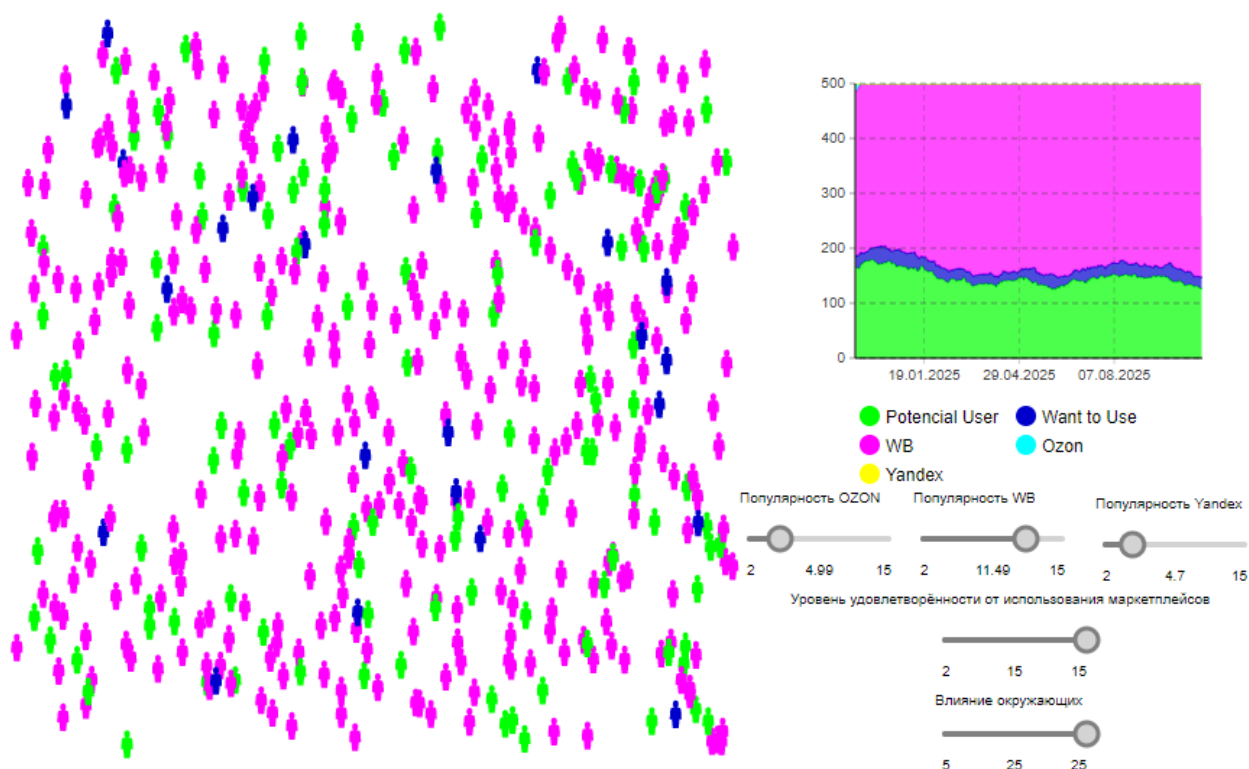 500
400
300
200
100
0
19.01.2025 29.04.2025 07.08.2025
Potencial User Want to Use
WB Ozon
Yandex
Популярность OZON Популярность WB Популярность Yandex
2 4.99 15 2 11.49 15 2 4.7 15
Уровень удовлетворённости от использования маркетплейсов
2 15 15
Влияние окружающих
5 25 25